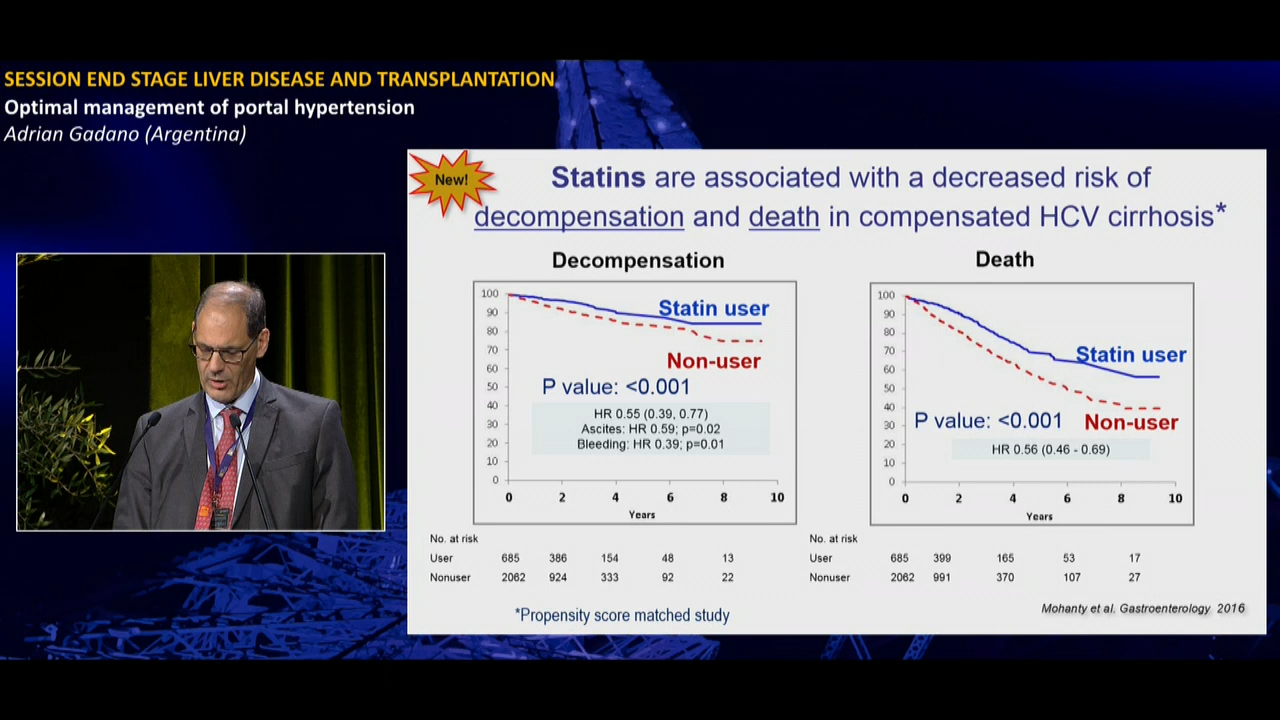 SESSION END STAGE LIVER DISEASE AND TRANSPLANTATION
Optimal management of portal hypertension
Adrian Gadano (Argentina)
New!
Statins are associated with a decreased risk of
decompensation and death in compensated HCV cirrhosis*
Decompensation
100
90
80
70
60
50
40
30
20
10
0
Statin user
Non-user
P value: <0.001
HR 0.55 (0.39, 0.77)
Ascites: HR 0.59; p=0.02
Bleeding: HR 0.39; p=0.01
0 2 4 6 8 10
Years
No. at risk
User 685 386 154 48 13
Nonuser 2062 924 333 92 22
Death
100
90
80
70
60
50
40
30
20
10
0
Statin user
P value: <0.001 Non-user
HR 0.56 (0.46 - 0.69)
0 2 4 6 8 10
Years
No. at risk
User 685 399 165 53 17
Nonuser 2062 991 370 107 27
*Propensity score matched study
Mohanty et al. Gastroenterology 2016